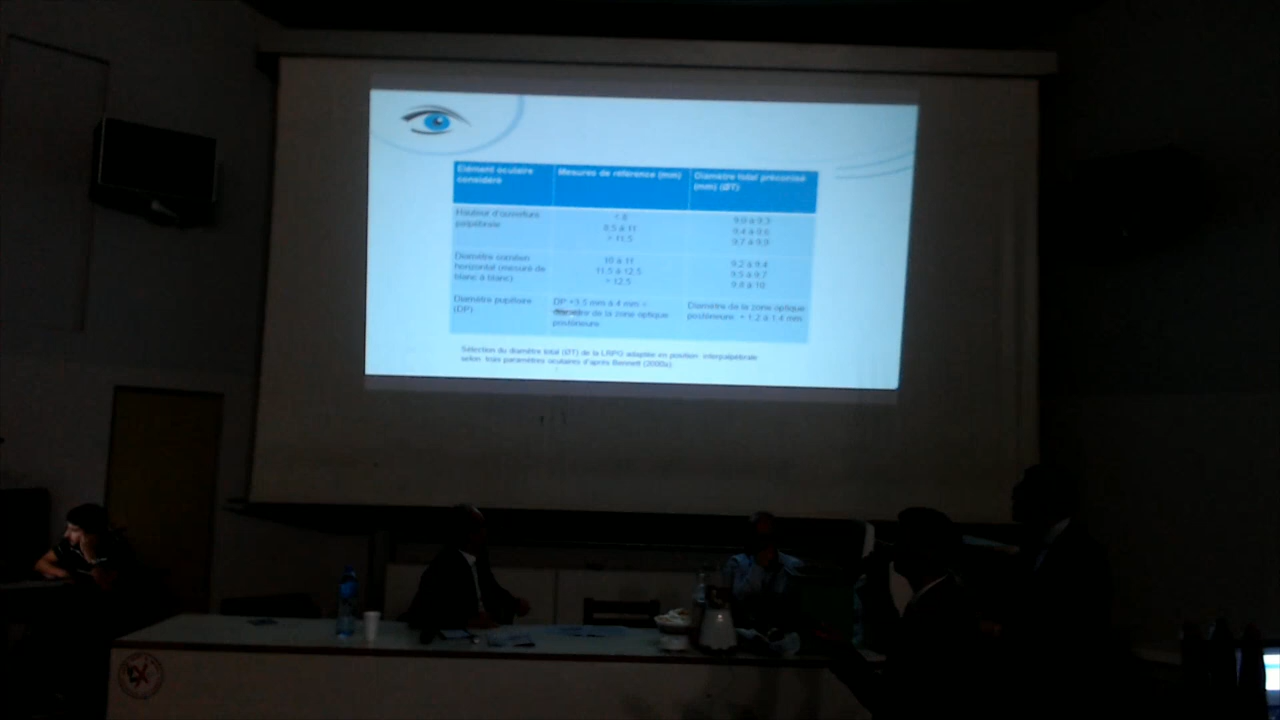 Elément oculaire
considéré
Mesures de référence (mm)
Diamètre total préconisé
(mm) (ØT)
Hauteur d'ouverture
palpébrale
8,5 à 11
> 11,5
9,0 à 9,3
9,4 à 9,6
9,7 à 9,9
Diamètre cornéen
horizontal (mesuré de
blanc à blanc)
10 à 11
11,5 à 12,5
> 12,5
9,2 à 9,4
9,5 à 9,7
9,8 à 10
Diamètre pupillaire
(DP)
DP +3,5 mm à 4 mm =
de la zone optique
postérieure
Diamètre de la zone optique
postérieure + 1,2 à 1,4 mm
Sélection du diamètre total (ØT) de la LRPG adaptée en position interpalpébrale
selon trois paramètres oculaires d'après Bennett